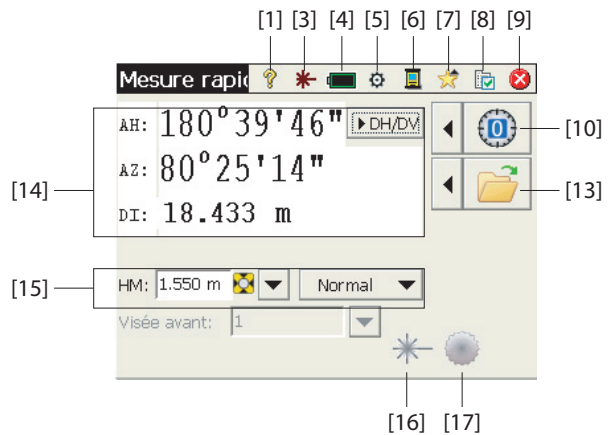 [1] [3] [4] [5] [6] [7] [8] [9]
Mesure rapi
AH: 180°39'46" DH/DV
0 [10]
AZ: 80°25'14"
[14] [13]
DI: 18.433 m
[15] HM: 1.550 m Normal
Visée avant: 1
[16] [17]